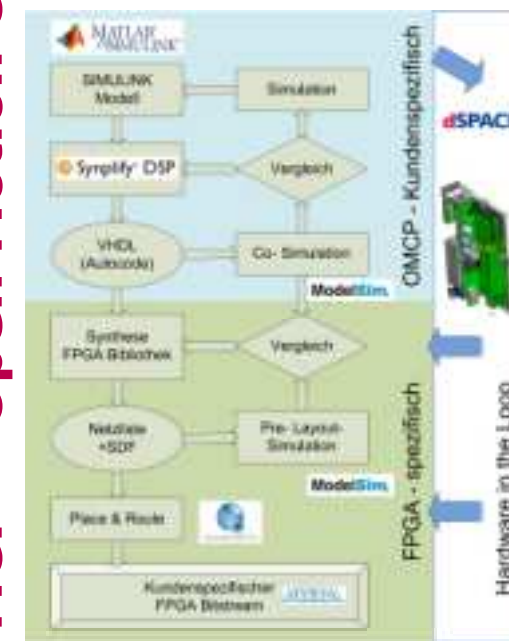 MATLAB
SIMULINK
SIMULINK
Modell
Simulation
dSPACE
Synplify DSP
Vergleich
OMCP - Kundenspezifisch
VHDL
(Autocode)
Co- Simulation
ModelSim
Synthese
FPGA Bibliothek
Vergleich
Netzliste
+SDF
Pre- Layout-
Simulation
ModelSim
FPGA - spezifisch
Hardware in the Loop
Place & Route
Kundenspezifischer
FPGA Bitstream